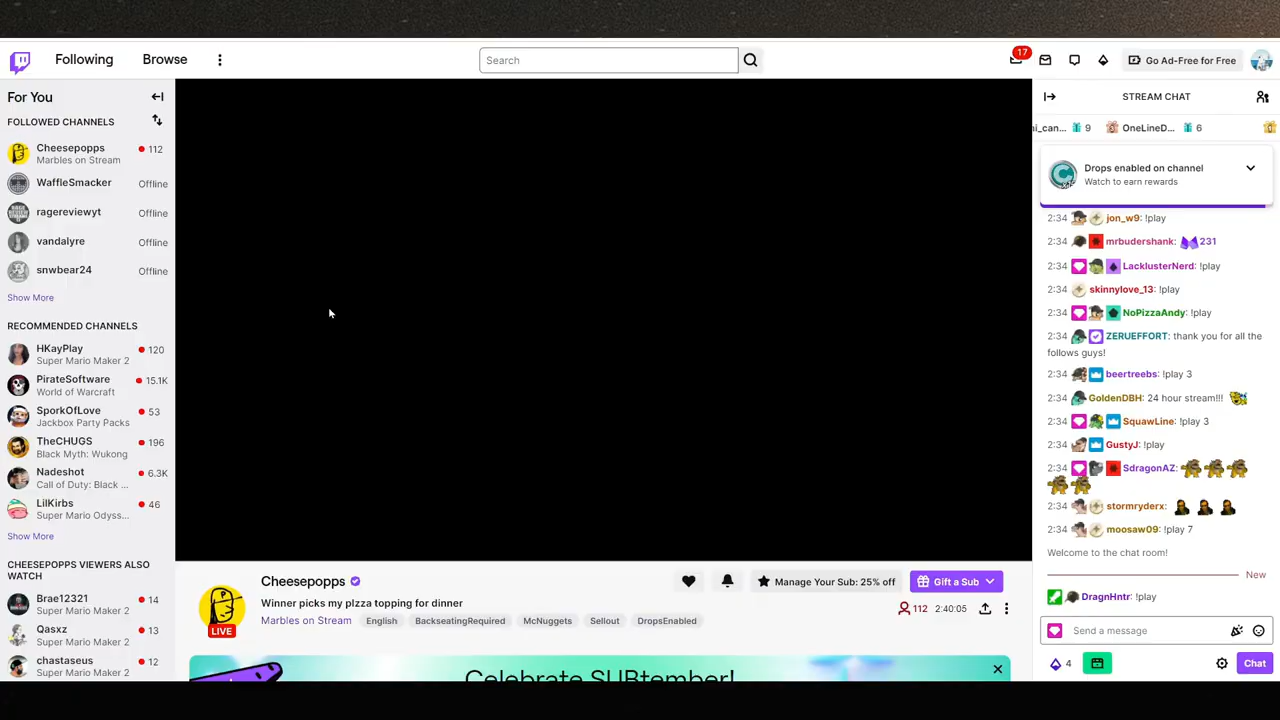 Following
Browse
Search
17
Go Ad-Free for Free
For You
FOLLOWED CHANNELS
Cheesepopps
112
Marbles on Stream
WaffleSmacker
Offline
ragereviewyt
Offline
vandalyre
Offline
snwbear24
Offline
Show More
RECOMMENDED CHANNELS
HKayPlay
120
Super Mario Maker 2
PirateSoftware
15.1K
World of Warcraft
SporkOfLove
53
Jackbox Party Packs
TheCHUGS
196
Black Myth: Wukong
Nadeshot
6.3K
Call of Duty: Black ...
LilKirbs
46
Super Mario Odyss...
Show More
CHEESEPOPPS VIEWERS ALSO
WATCH
Brae12321
14
Super Mario Maker 2
Qasxz
13
Super Mario Maker 2
chastaseus
12
Super Mario Maker 2
LIVE
Cheesepopps
Winner picks my pIzza topping for dinner
Marbles on Stream
English
BackseatingRequired
McNuggets
Sellout
DropsEnabled
Manage Your Sub: 25% off
Gift a Sub
112
2:40:05
Celebrate SUBtember!
STREAM CHAT
ni_can...
9
OneLineD...
6
Drops enabled on channel
Watch to earn rewards
2:34 jon_w9: !play
2:34 mrbudershank: 231
2:34 LacklusterNerd: !play
2:34 skinnylove_13: !play
2:34 NoPizzaAndy: !play
2:34 ZERUEFFORT: thank you for all the
follows guys!
2:34 beertreebs: !play 3
2:34 GoldenDBH: 24 hour stream!!!
2:34 SquawLine: !play 3
2:34 GustyJ: !play
2:34 SdragonAZ:
2:34 stormryderx:
2:34 moosaw09: !play 7
Welcome to the chat room!
New
DragnHntr: !play
Send a message
4
Chat